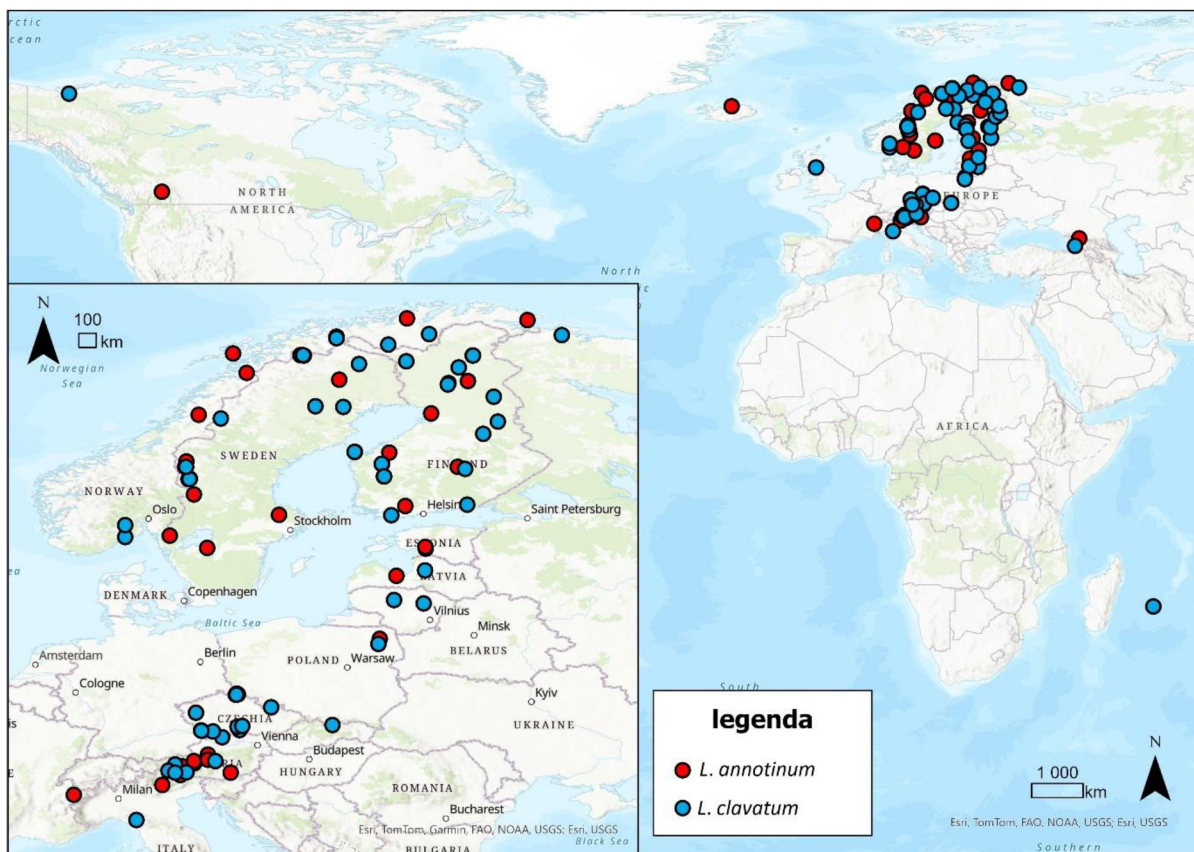 rctic
cean
NORTH
AMERICA
North
ic
EUROPE
AFRICA
South
Southern
N
100
km
Norwegian
Sea
SWEDEN
FINLAND
NORWAY
Oslo
Helsin
Saint Petersburg
Stockholm
ESTONIA
LATVIA
DENMARK
Copenhagen
Vilnius
Baltic Sea
Minsk
BELARUS
Amsterdam
Berlin
POLAND
Warsaw
Cologne
Kyiv
UKRAINE
CZECHIA
Vienna
Budapest
HUNGARY
RIA
Milan
ROMANIA
Bucharest
Esri, TomTom, Garmin, FAO, NOAA, USGS; Esri, USGS
Black Sea
ITALY
BULGARIA
legenda
L. annotinum
L. clavatum
N
1 000
km
Esri, TomTom, FAO, NOAA, USGS; Esri, USGS